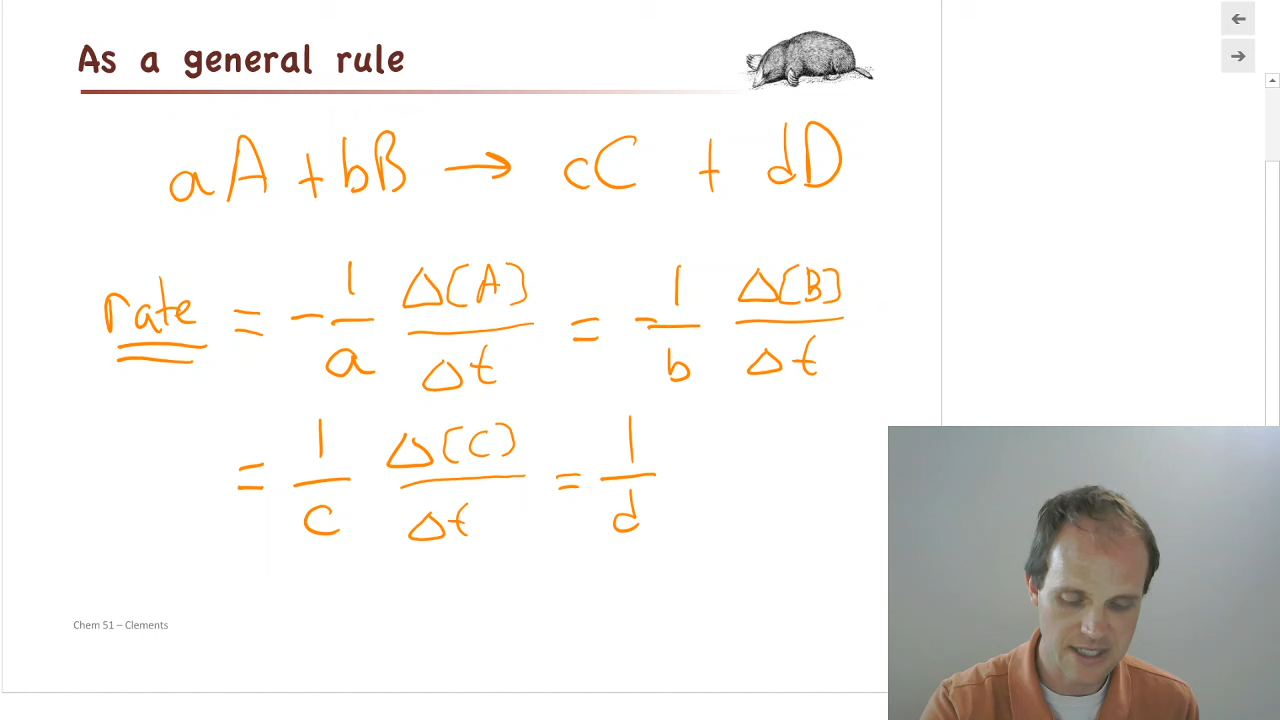 As a general rule
aA + bB → cC + dD
rate = - 1/a Δ[A]/Δt = - 1/b Δ[B]/Δt
= 1/c Δ[C]/Δt = 1/d
Chem 51 – Clements